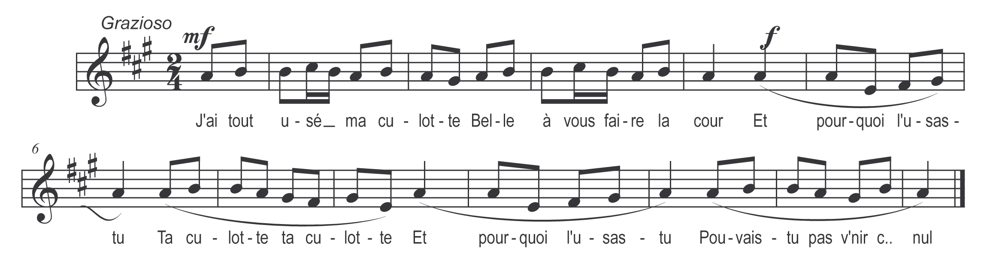 Grazioso
mf f
2/4
J'ai tout u - sé_ ma cu - lot - te Bel - le à vous fai - re la cour Et pour - quoi l'u - sas -
6
tu Ta cu - lot - te ta cu - lot - te Et pour - quoi l'u - sas - tu Pou - vais - tu pas v'nir c.. nul